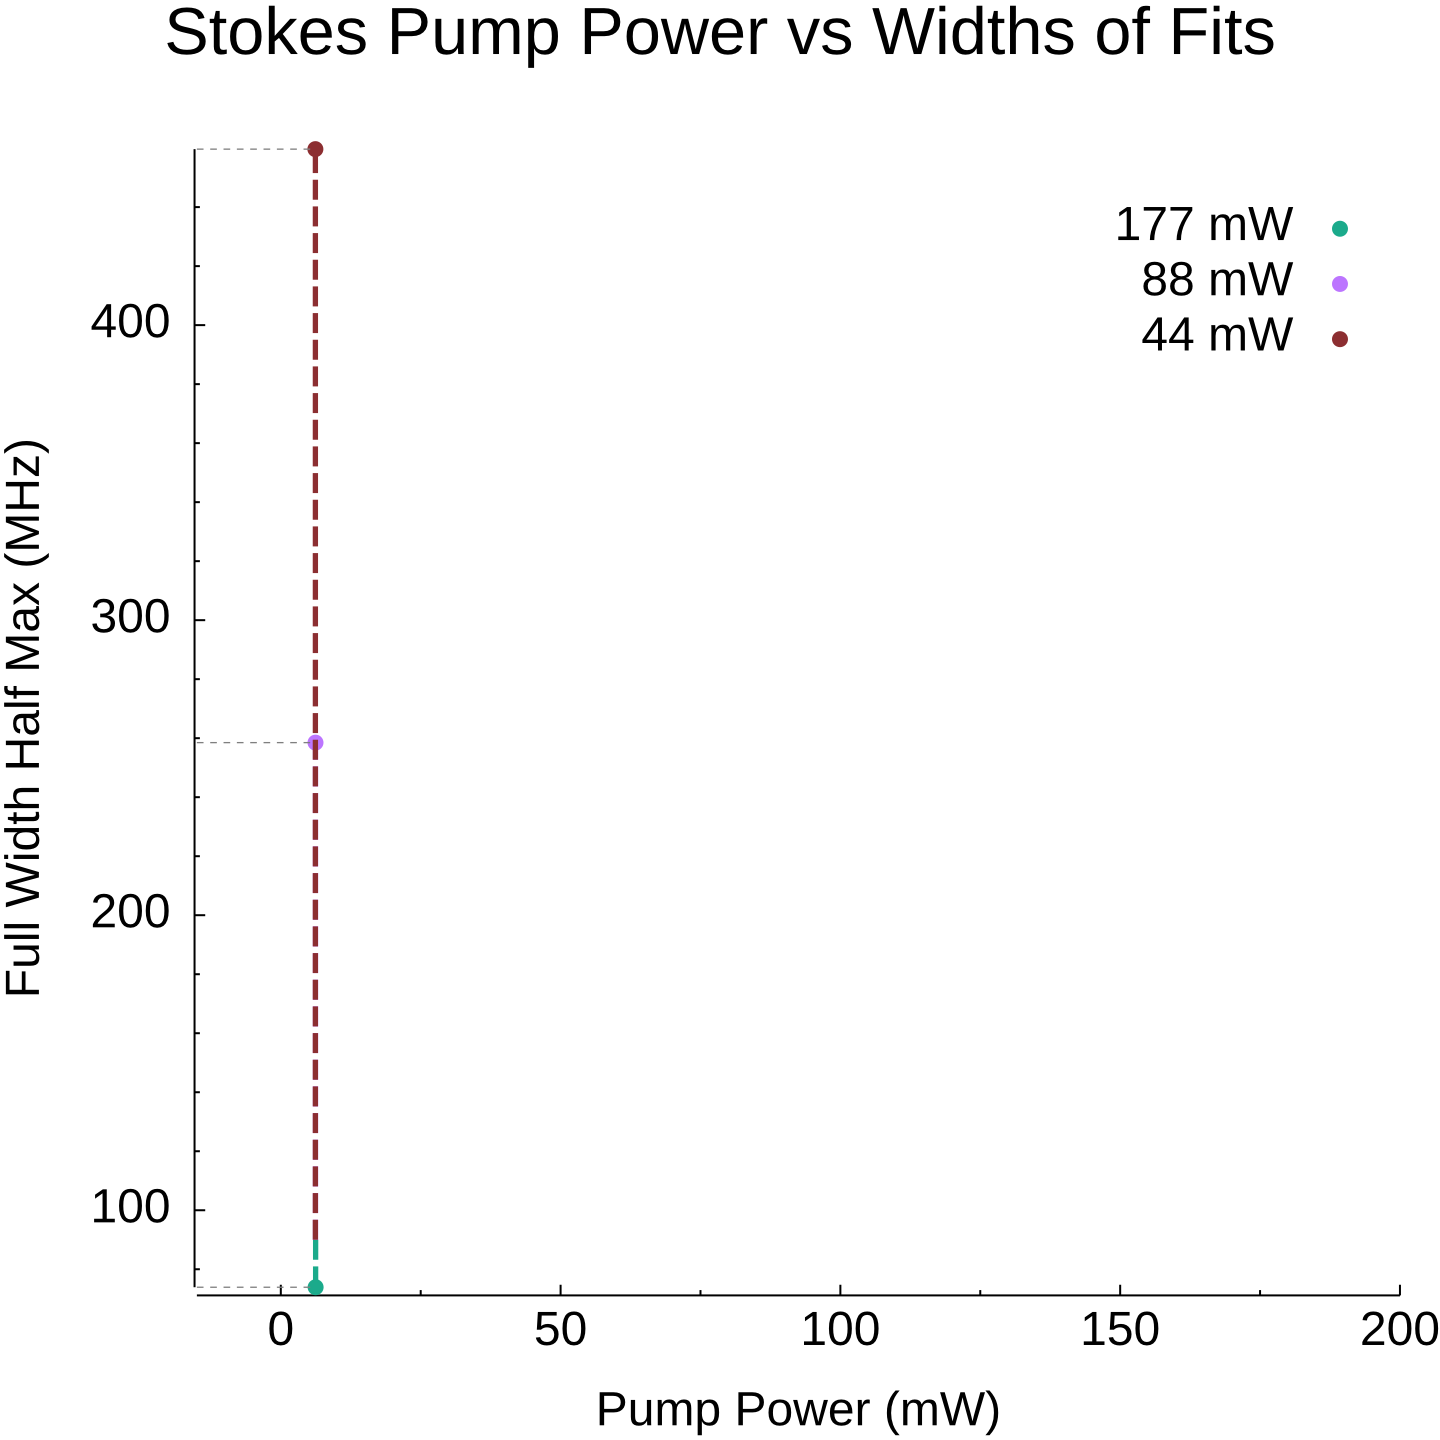 Stokes Pump Power vs Widths of Fits
177 mW
88 mW
44 mW
Full Width Half Max (MHz)
400
300
200
100
0
50
100
150
200
Pump Power (mW)